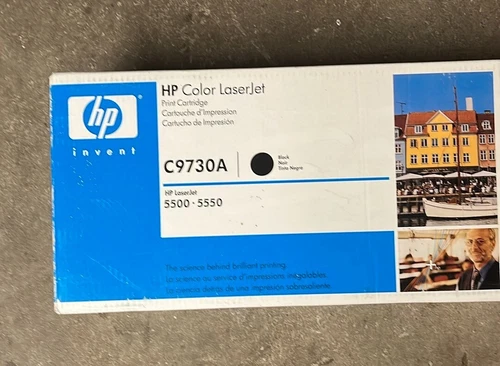 hp
invent
HP Color LaserJet
Print Cartridge
Cartouche d'Impression
Cartucho de Impresión
C9730A
Black
Noir
Tinta Negra
HP LaserJet
5500 · 5550
The science behind brilliant printing.
La science au service d'impressions inégalables.
La ciencia detrás de una impresión sobresaliente.